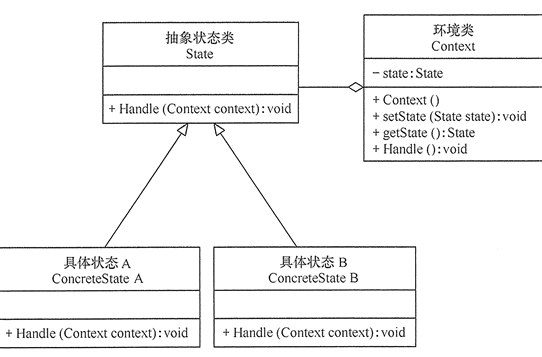 抽象状态类
State
+ Handle (Context context): void
环境类
Context
- state: State
+ Context ()
+ setState (State state): void
+ getState (): State
+ Handle (): void
具体状态 A
ConcreteState A
+ Handle (Context context): void
具体状态 B
ConcreteState B
+ Handle (Context context): void